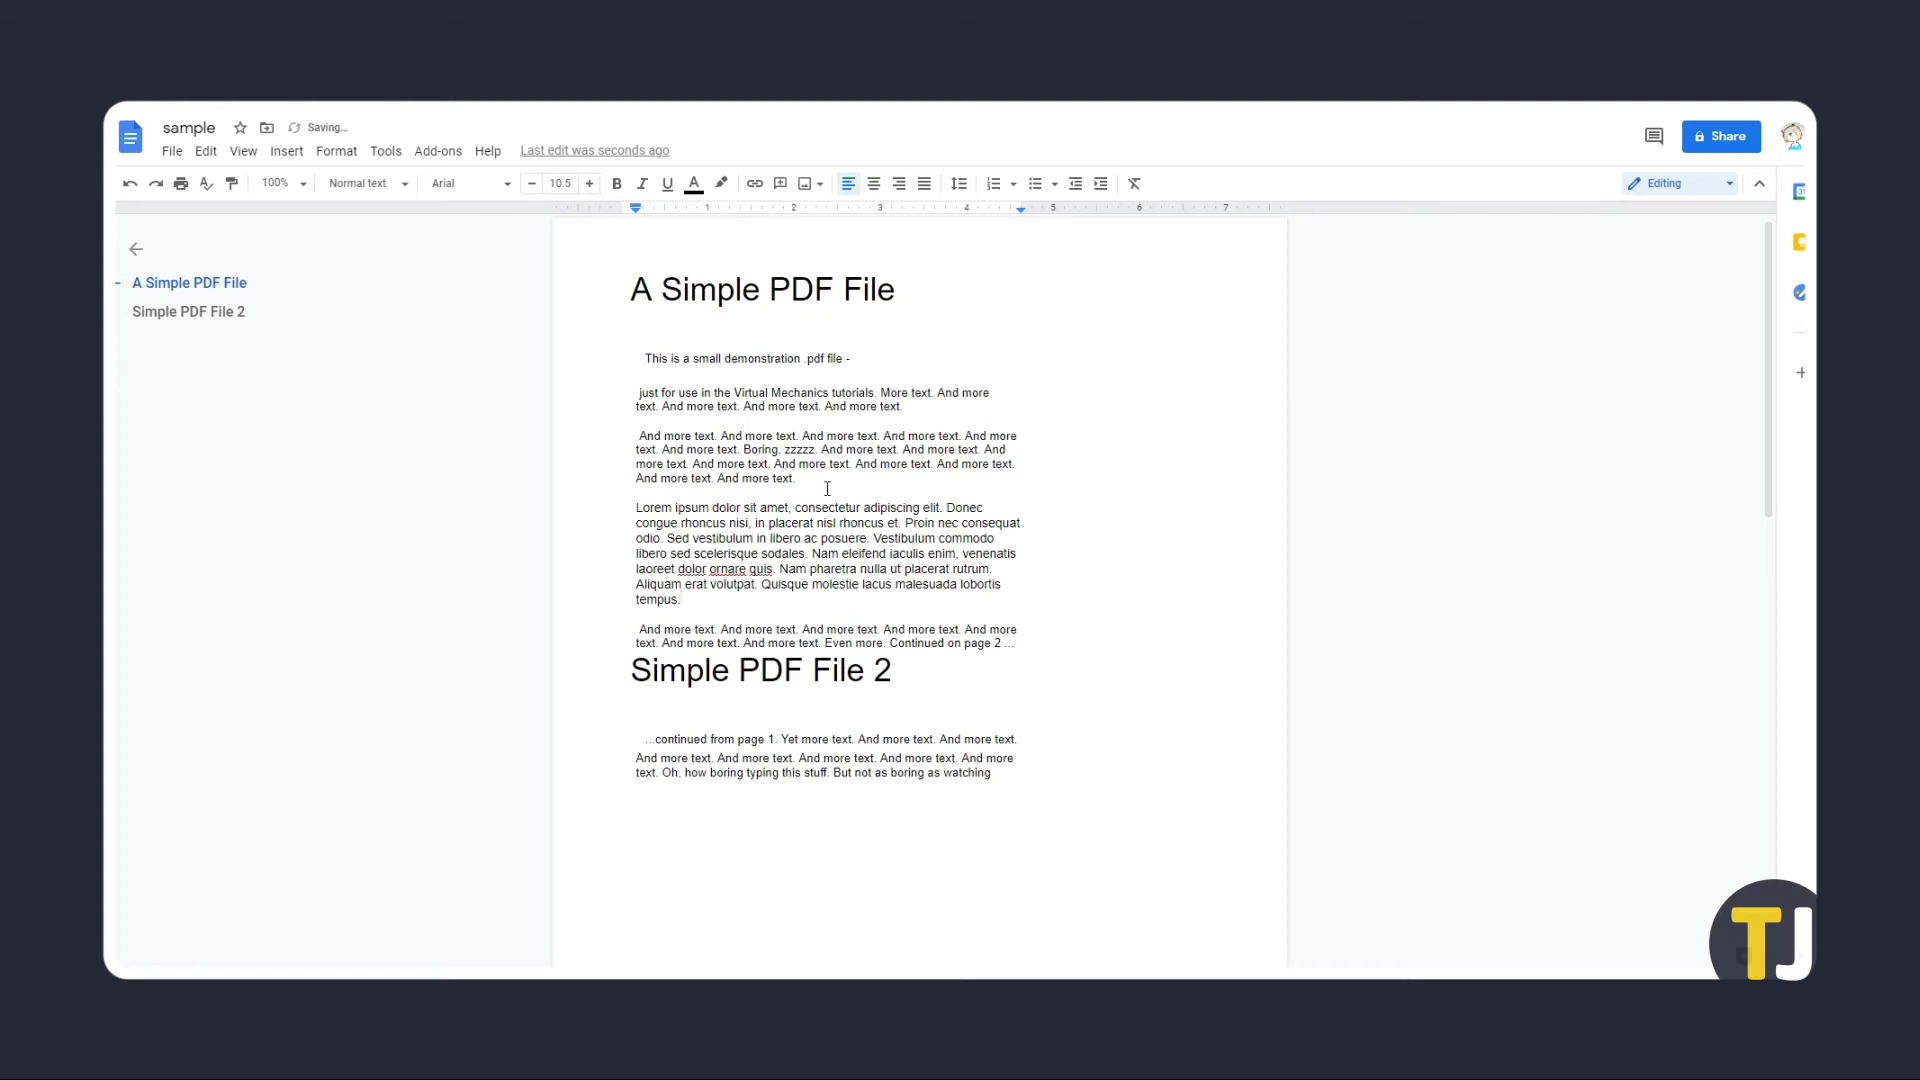 sample Saving...
File Edit View Insert Format Tools Add-ons Help Last edit was seconds ago
Share
100% Normal text Arial 10.5 Editing
1 2 3 4 5 6 7
A Simple PDF File
Simple PDF File 2
A Simple PDF File
This is a small demonstration .pdf file -
just for use in the Virtual Mechanics tutorials. More text. And more
text. And more text. And more text. And more text.
And more text. And more text. And more text. And more text. And more
text. And more text. Boring, zzzzz. And more text. And more text. And
more text. And more text. And more text. And more text. And more text.
And more text. And more text.
Lorem ipsum dolor sit amet, consectetur adipiscing elit. Donec
congue rhoncus nisi, in placerat nisl rhoncus et. Proin nec consequat
odio. Sed vestibulum in libero ac posuere. Vestibulum commodo
libero sed scelerisque sodales. Nam eleifend iaculis enim, venenatis
laoreet dolor ornare quis. Nam pharetra nulla ut placerat rutrum.
Aliquam erat volutpat. Quisque molestie lacus malesuada lobortis
tempus.
And more text. And more text. And more text. And more text. And more
text. And more text. And more text. Even more. Continued on page 2 ...
Simple PDF File 2
...continued from page 1. Yet more text. And more text. And more text.
And more text. And more text. And more text. And more text. And more
text. Oh, how boring typing this stuff. But not as boring as watching
TJ